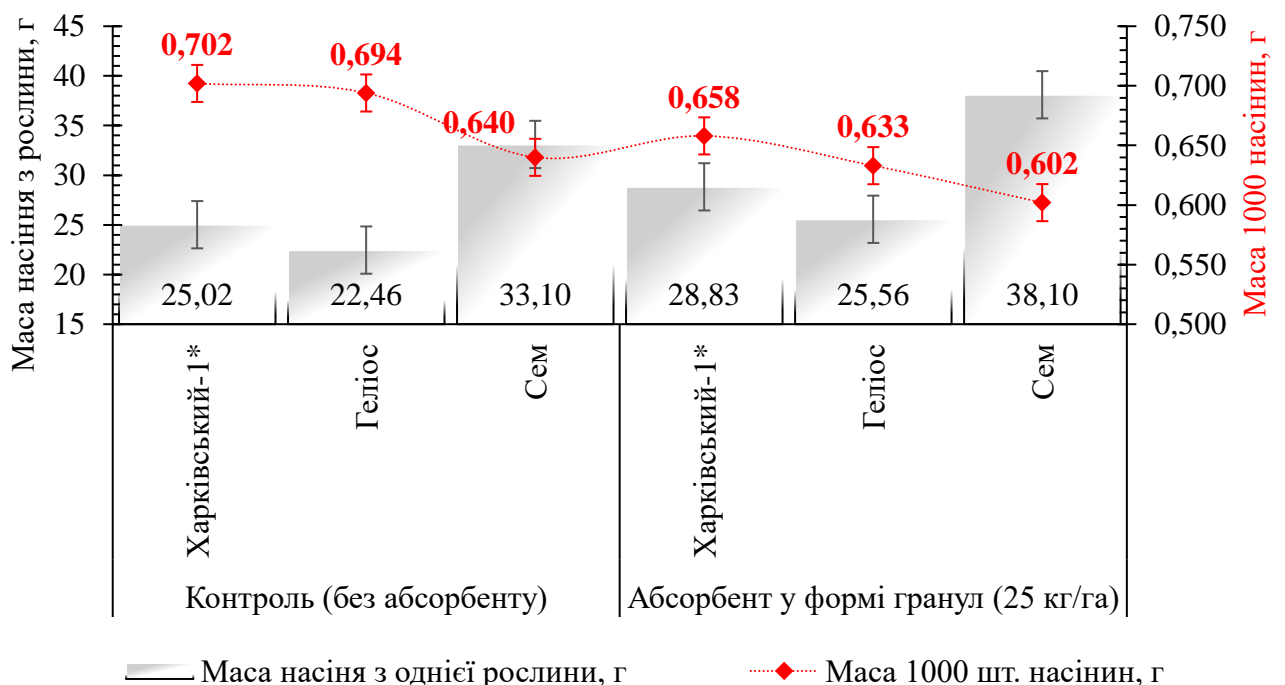 Маса насіння з рослини, г
45
40
35
30
25
20
15
0,702
0,694
0,640
0,658
0,633
0,602
25,02
22,46
33,10
28,83
25,56
38,10
0,750
0,700
0,650
0,600
0,550
0,500
Маса 1000 насінин, г
Харківський-1*
Геліос
Сем
Харківський-1*
Геліос
Сем
Контроль (без абсорбенту)
Абсорбент у формі гранул (25 кг/га)
Маса насіня з однієї рослини, г
Маса 1000 шт. насінин, г